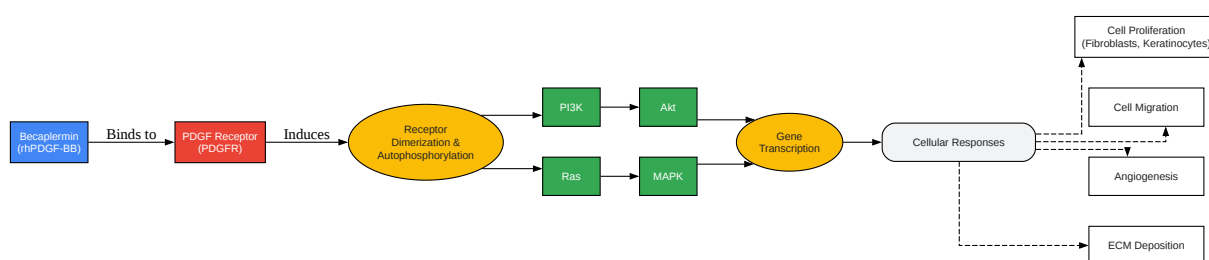 Becaplermin
(rhPDGF-BB)
Binds to
PDGF Receptor
(PDGFR)
Induces
Receptor
Dimerization &
Autophosphorylation
PI3K
Akt
Ras
MAPK
Gene
Transcription
Cellular Responses
Cell Proliferation
(Fibroblasts, Keratinocytes)
Cell Migration
Angiogenesis
ECM Deposition